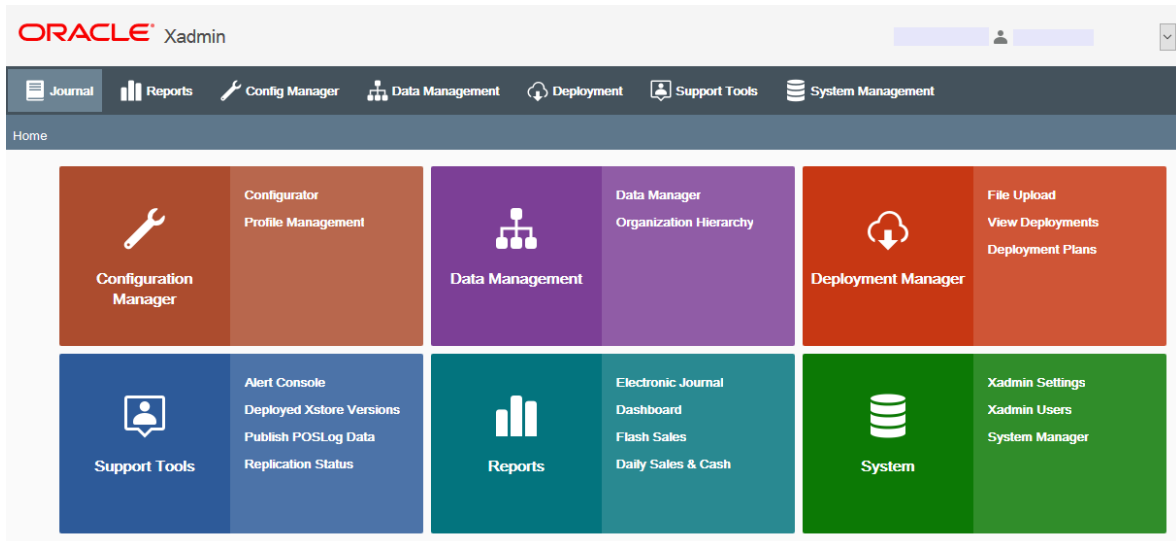 ORACLE Xadmin
Journal Reports Config Manager Data Management Deployment Support Tools System Management
Home
Configuration Manager
Configurator
Profile Management
Data Management
Data Manager
Organization Hierarchy
Deployment Manager
File Upload
View Deployments
Deployment Plans
Support Tools
Alert Console
Deployed Xstore Versions
Publish POSLog Data
Replication Status
Reports
Electronic Journal
Dashboard
Flash Sales
Daily Sales & Cash
System
Xadmin Settings
Xadmin Users
System Manager